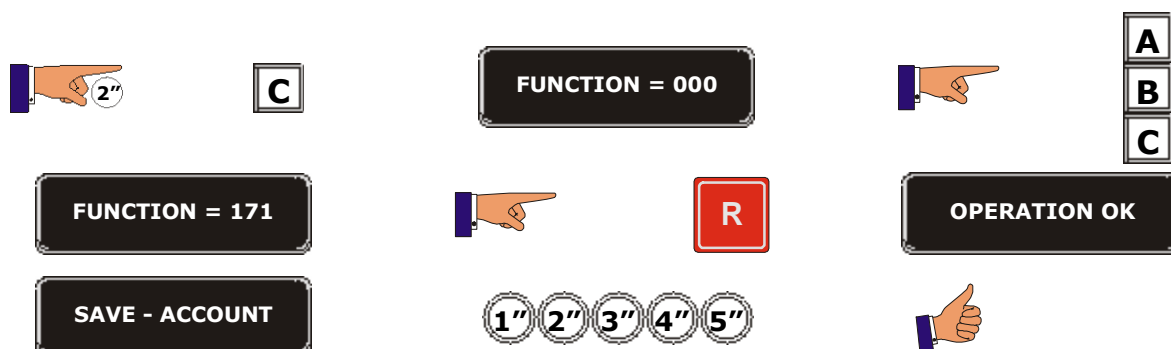 2” C
FUNCTION = 000
A
B
C
FUNCTION = 171
R
OPERATION OK
SAVE - ACCOUNT
1” 2” 3” 4” 5”